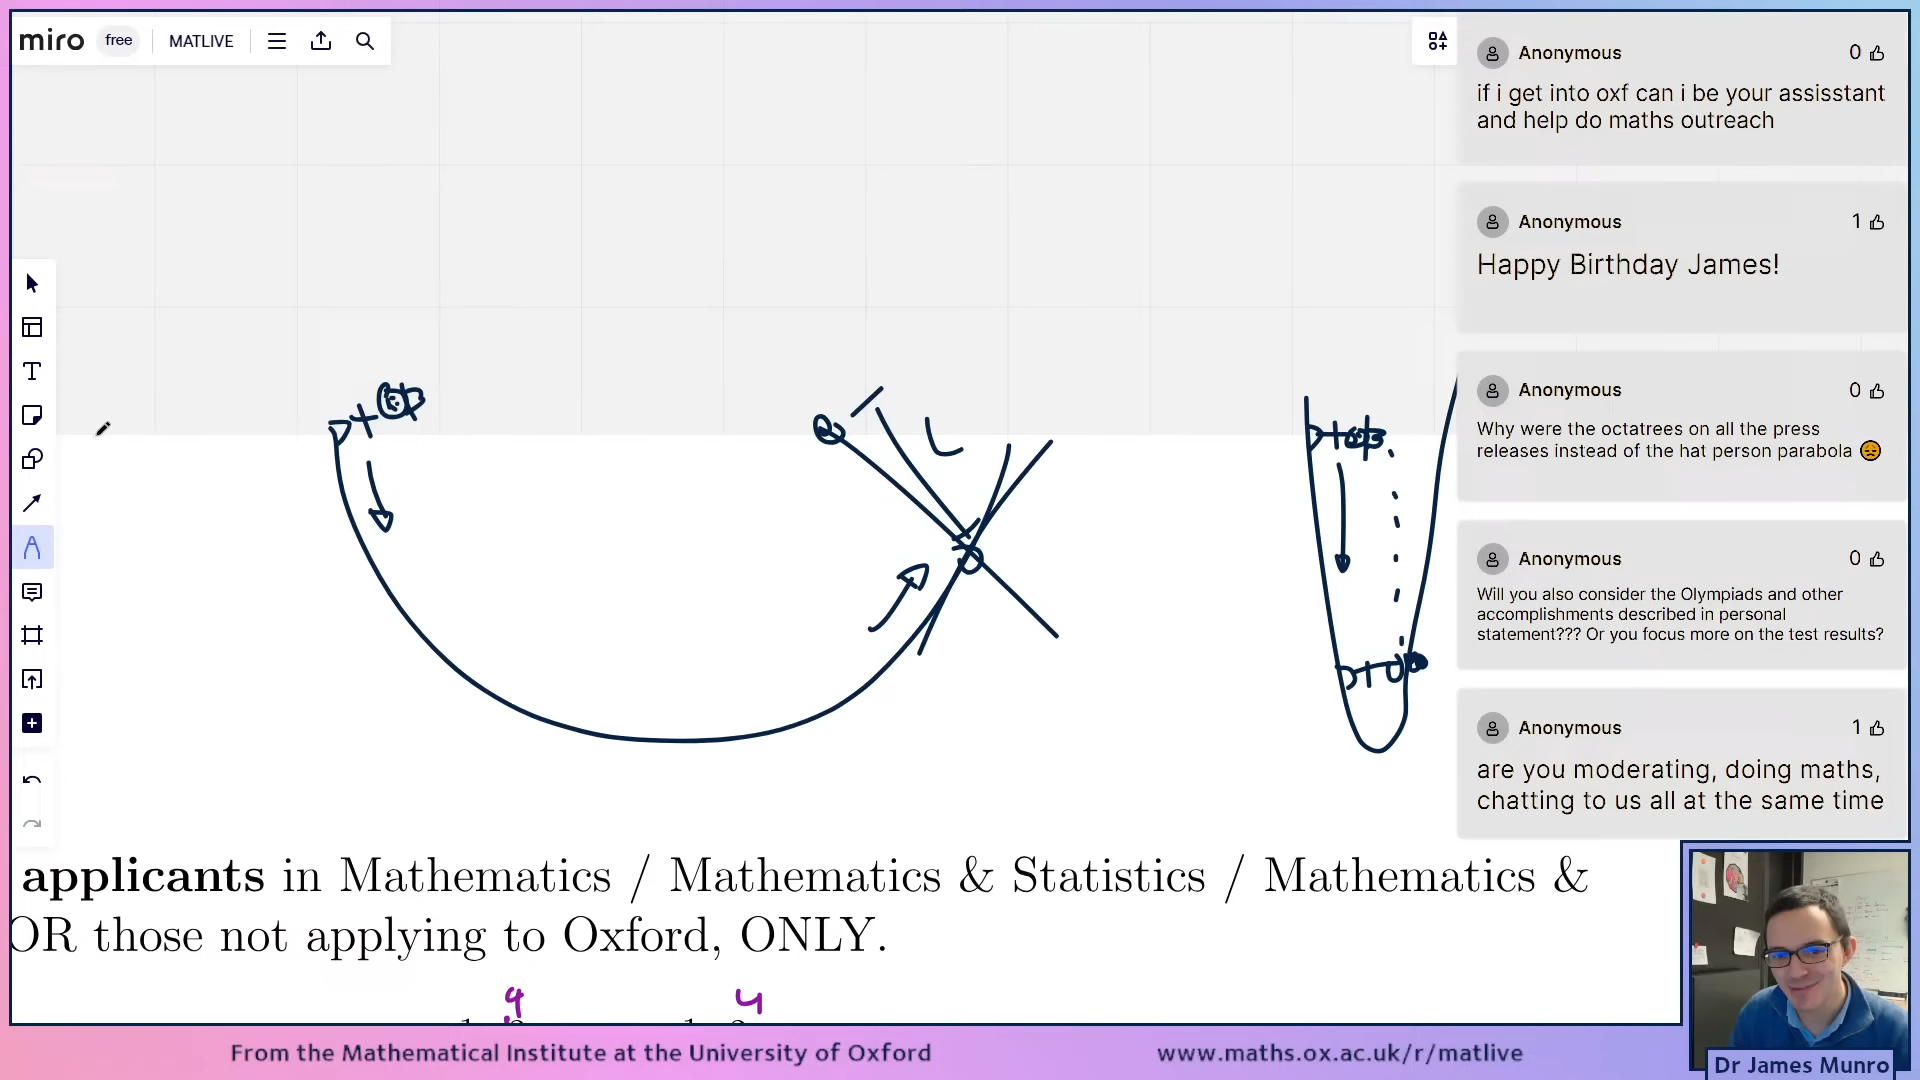 miro free MATLIVE
Anonymous 0
if i get into oxf can i be your assisstant
and help do maths outreach
Anonymous 1
Happy Birthday James!
Anonymous 0
Why were the octatrees on all the press
releases instead of the hat person parabola 😞
Anonymous 0
Will you also consider the Olympiads and other
accomplishments described in personal
statement??? Or you focus more on the test results?
Anonymous 1
are you moderating, doing maths,
chatting to us all at the same time
applicants in Mathematics / Mathematics & Statistics / Mathematics &
OR those not applying to Oxford, ONLY.
9 4
From the Mathematical Institute at the University of Oxford
www.maths.ox.ac.uk/r/matlive
Dr James Munro